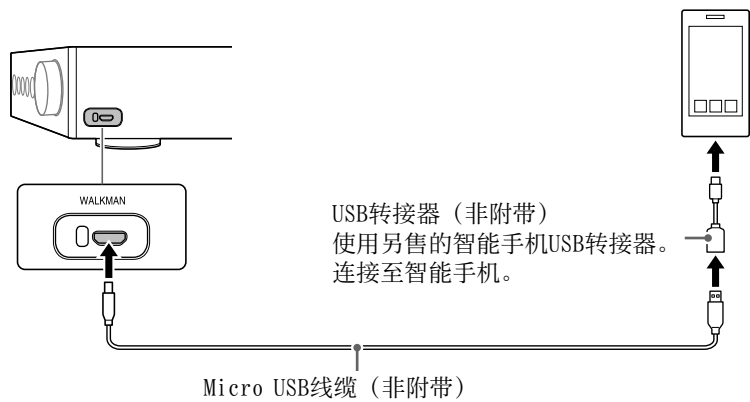 WALKMAN
USB转接器（非附带）
使用另售的智能手机USB转接器。
连接至智能手机。
Micro USB线缆（非附带）